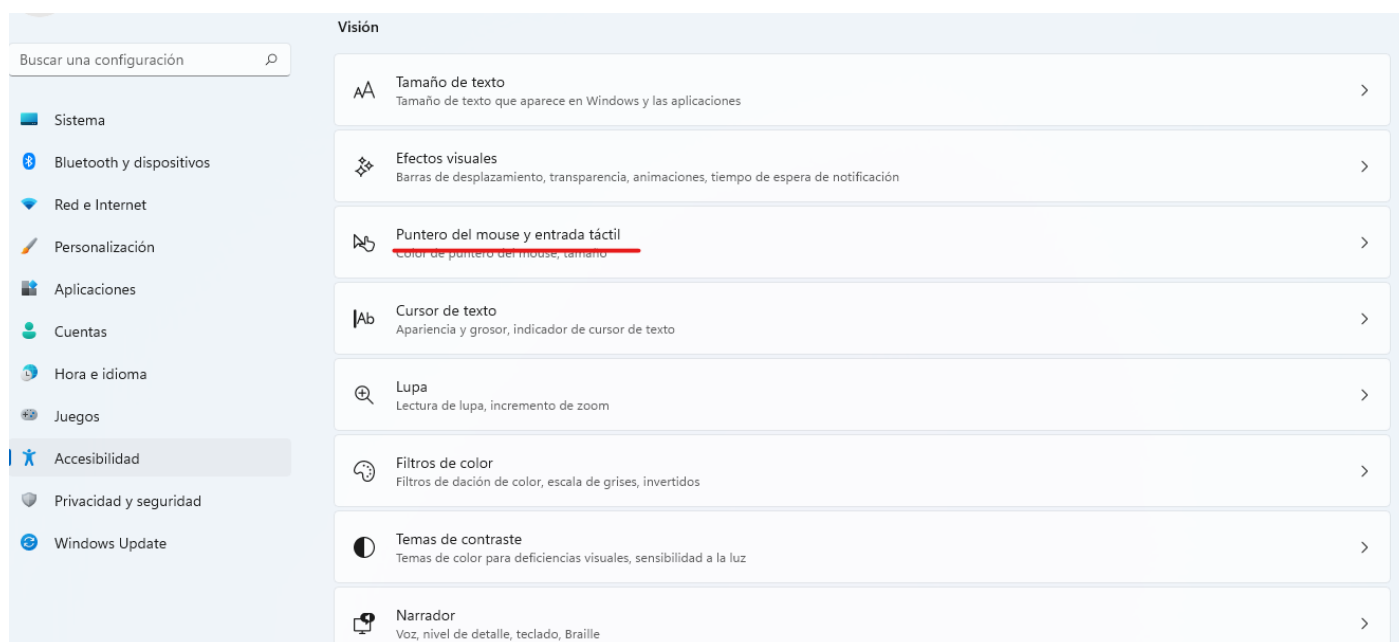 Buscar una configuración
Sistema
Bluetooth y dispositivos
Red e Internet
Personalización
Aplicaciones
Cuentas
Hora e idioma
Juegos
Accesibilidad
Privacidad y seguridad
Windows Update
Visión
Tamaño de texto
Tamaño de texto que aparece en Windows y las aplicaciones
Efectos visuales
Barras de desplazamiento, transparencia, animaciones, tiempo de espera de notificación
Puntero del mouse y entrada táctil
Color de puntero del mouse, tamaño
Ab
Cursor de texto
Apariencia y grosor, indicador de cursor de texto
Lupa
Lectura de lupa, incremento de zoom
Filtros de color
Filtros de dación de color, escala de grises, invertidos
Temas de contraste
Temas de color para deficiencias visuales, sensibilidad a la luz
Narrador
Voz, nivel de detalle, teclado, Braille